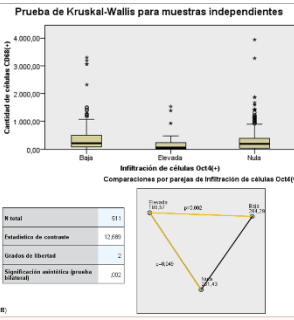 Prueba de Kruskal-Wallis para muestras independientes
Cantidad de células CD68(+)
4.000,00
3.000,00
2.000,00
1.000,00
0,00
Baja
Elevada
Nula
Infiltración de células Oct4(+)
Comparaciones por parejas de Infiltración de células Oct4(+
N total
511
Estadístico de contraste
12,689
Grados de libertad
2
Significación asintótica (prueba bilateral)
,002
Elevada
p=0,002
Baja
p=0,049
Nula
B)